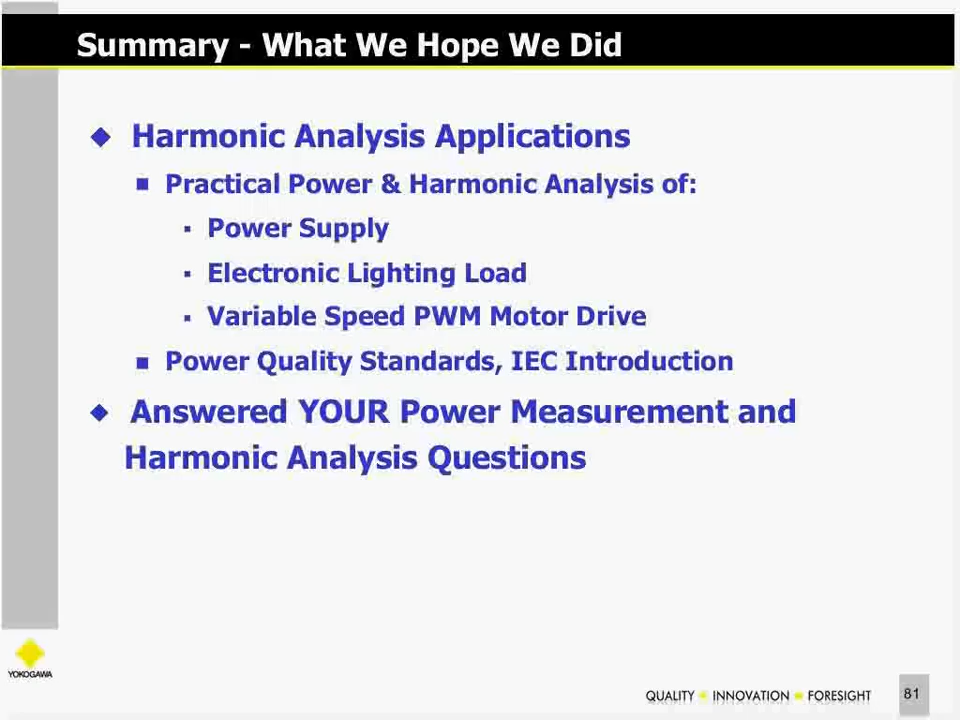 Summary - What We Hope We Did
Harmonic Analysis Applications
Practical Power & Harmonic Analysis of:
Power Supply
Electronic Lighting Load
Variable Speed PWM Motor Drive
Power Quality Standards, IEC Introduction
Answered YOUR Power Measurement and
Harmonic Analysis Questions
YOKOGAWA
QUALITY INNOVATION FORESIGHT
81